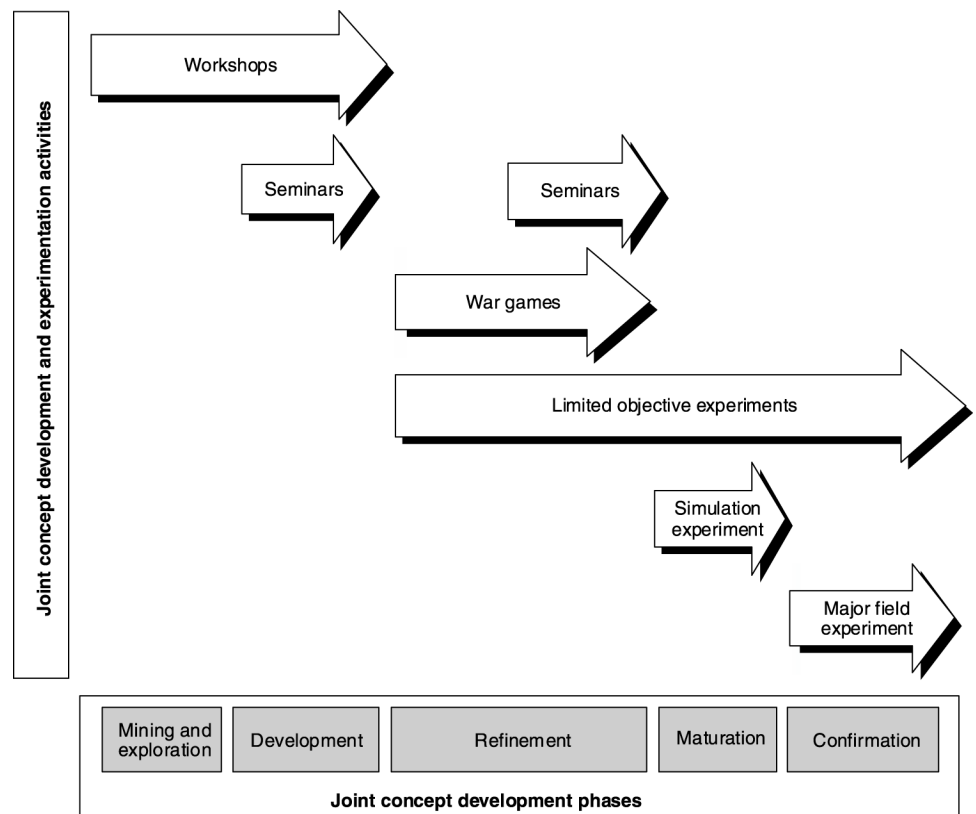 Joint concept development and experimentation activities
Workshops
Seminars
Seminars
War games
Limited objective experiments
Simulation
experiment
Major field
experiment
Mining and
exploration
Development
Refinement
Maturation
Confirmation
Joint concept development phases